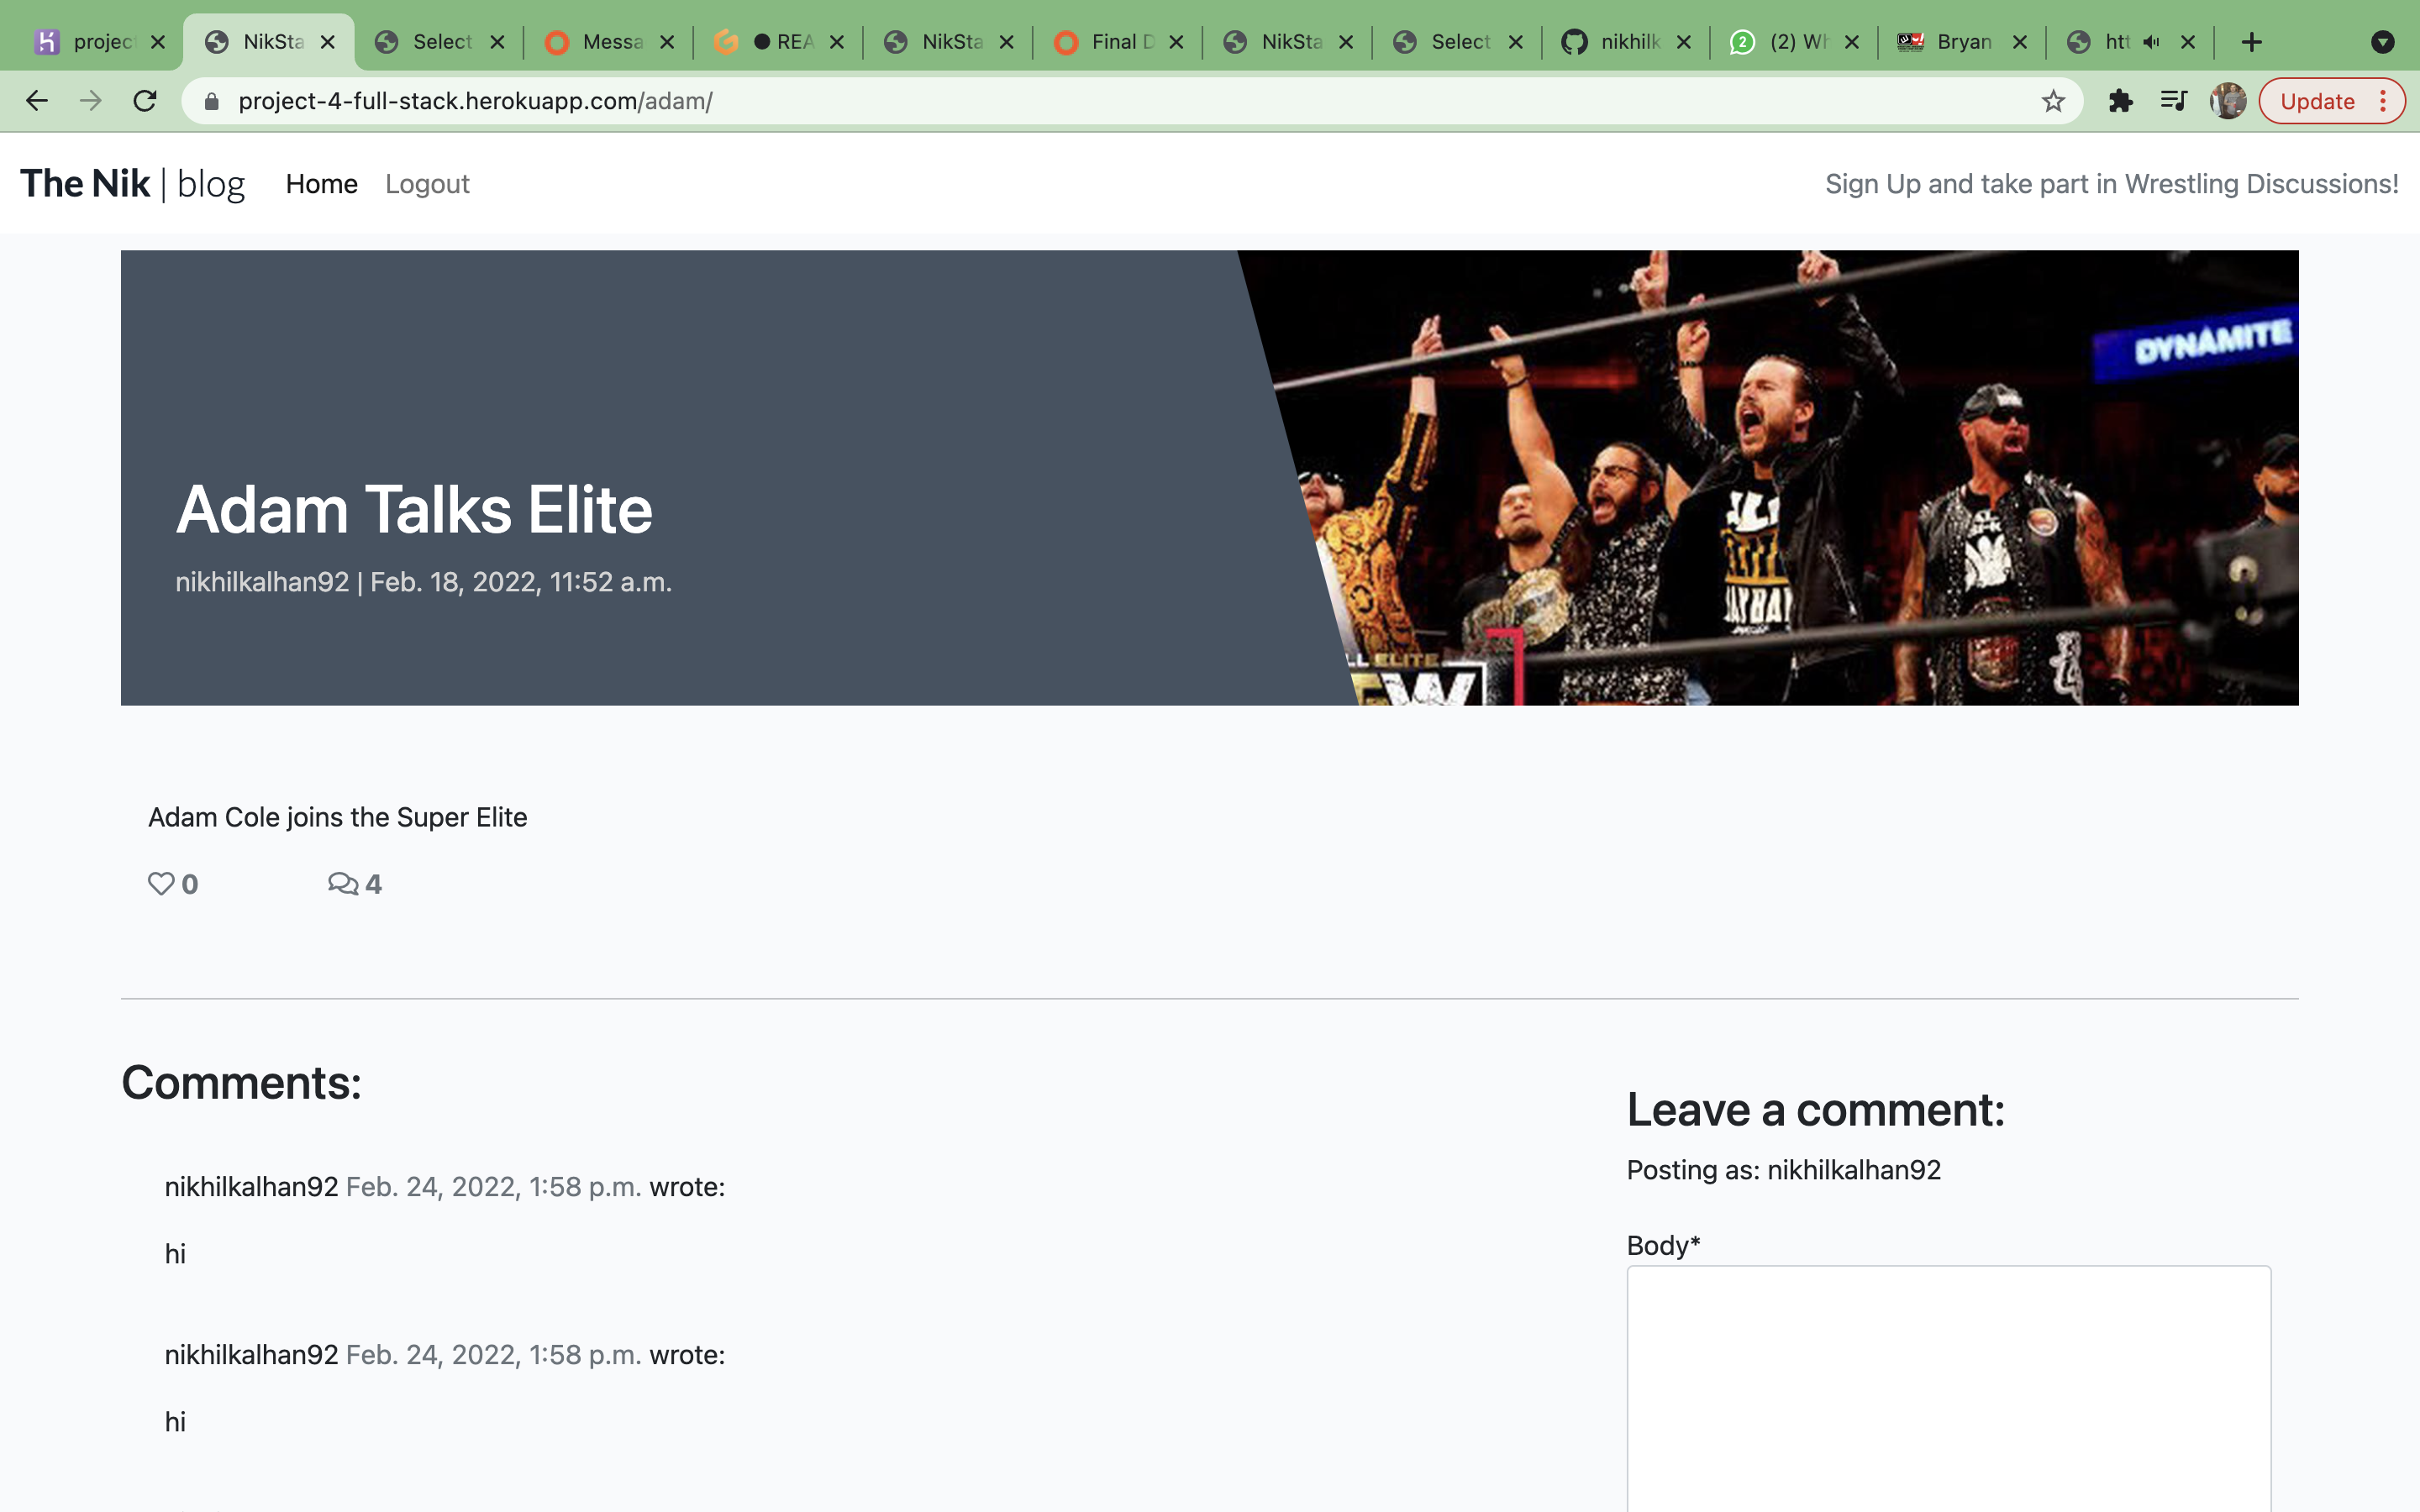 projec
NikSta
Select
Messa
REA
NikSta
Final D
NikSta
Select
nikhilk
2
(2) Wh
Bryan
htt
project-4-full-stack.herokuapp.com/adam/
Update
The Nik | blog
Home
Logout
Sign Up and take part in Wrestling Discussions!
DYNAMITE
Adam Talks Elite
nikhilkalhan92 | Feb. 18, 2022, 11:52 a.m.
ELITE
Adam Cole joins the Super Elite
0
4
Comments:
Leave a comment:
nikhilkalhan92 Feb. 24, 2022, 1:58 p.m. wrote:
Posting as: nikhilkalhan92
hi
Body*
nikhilkalhan92 Feb. 24, 2022, 1:58 p.m. wrote:
hi